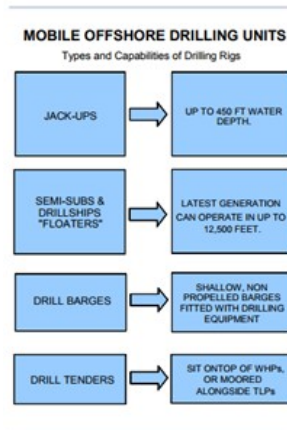 MOBILE OFFSHORE DRILLING UNITS
Types and Capabilities of Drilling Rigs
JACK-UPS
UP TO 450 FT WATER
DEPTH.
SEMI-SUBS &
DRILLSHIPS
"FLOATERS"
LATEST GENERATION
CAN OPERATE IN UP TO
12,500 FEET.
DRILL BARGES
SHALLOW, NON
PROPELLED BARGES
FITTED WITH DRILLING
EQUIPMENT
DRILL TENDERS
SIT ONTOP OF WHPs,
OR MOORED
ALONGSIDE TLPs